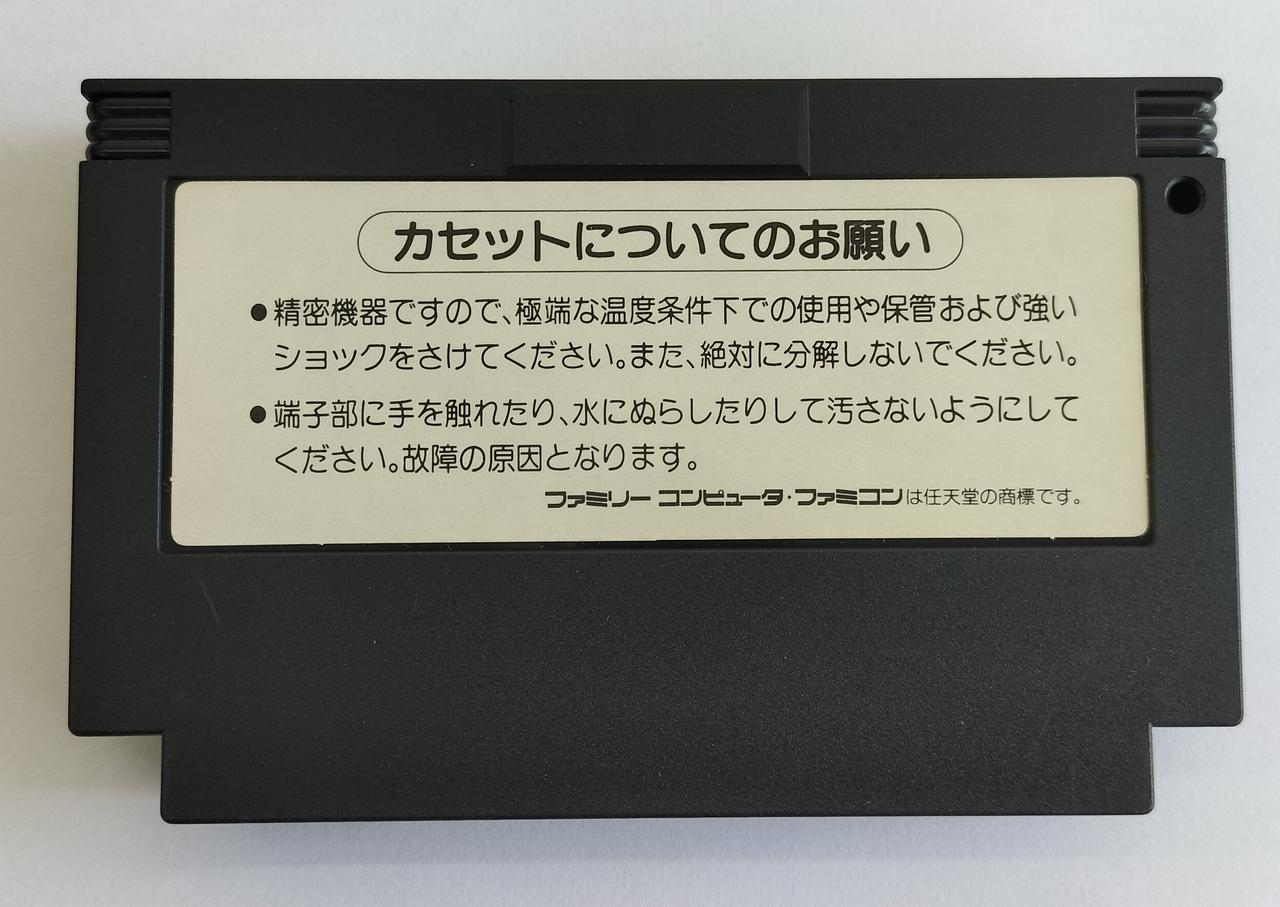 カセットについてのお願い
●精密機器ですので、極端な温度条件下での使用や保管および強い
ショックをさけてください。また、絶対に分解しないでください。
●端子部に手を触れたり、水にぬらしたりして汚さないようにして
ください。故障の原因となります。
ファミリー コンピュータ・ファミコンは任天堂の商標です。